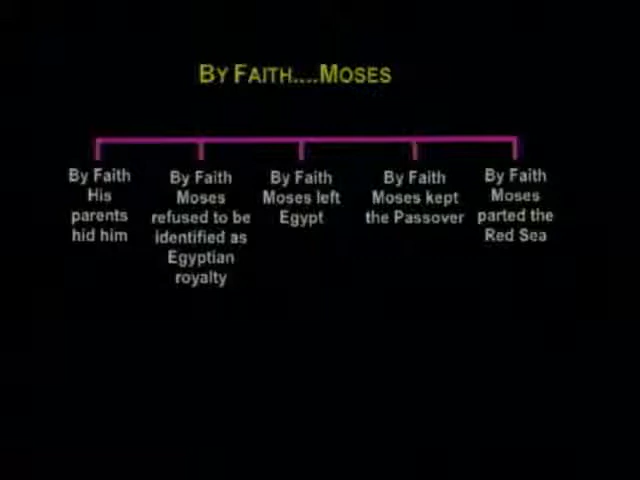 BY FAITH....MOSES
By Faith
His
parents
hid him
By Faith
Moses
refused to be
identified as
Egyptian
royalty
By Faith
Moses left
Egypt
By Faith
Moses kept
the Passover
By Faith
Moses
parted the
Red Sea